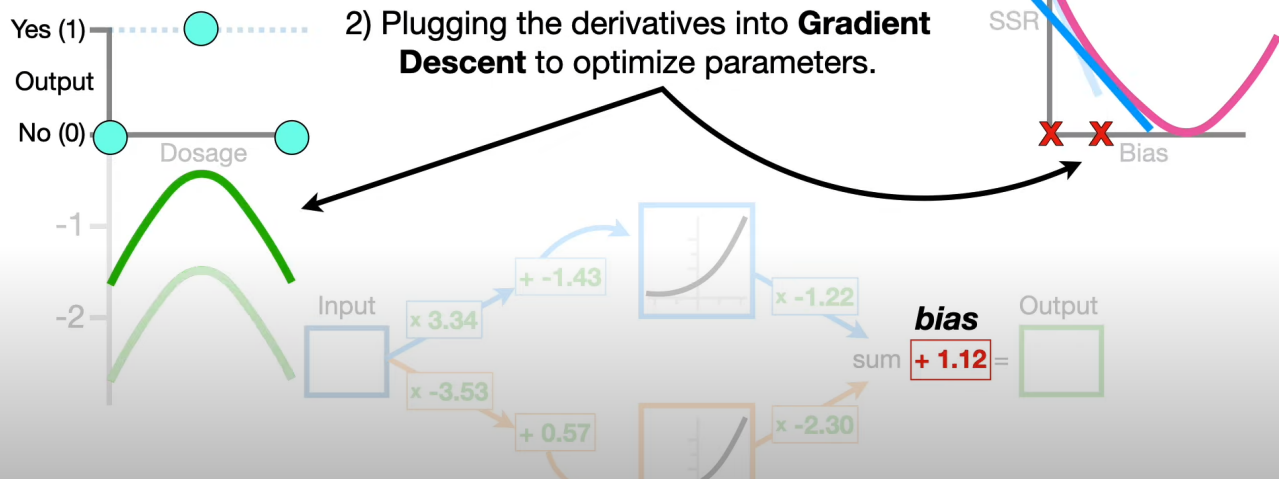 Yes (1)
Output
No (0)
Dosage
-1
-2
2) Plugging the derivatives into Gradient
Descent to optimize parameters.
SSR
X X
Bias
Input
x 3.34
+ -1.43
x -1.22
x -3.53
+ 0.57
x -2.30
bias
sum + 1.12 =
Output